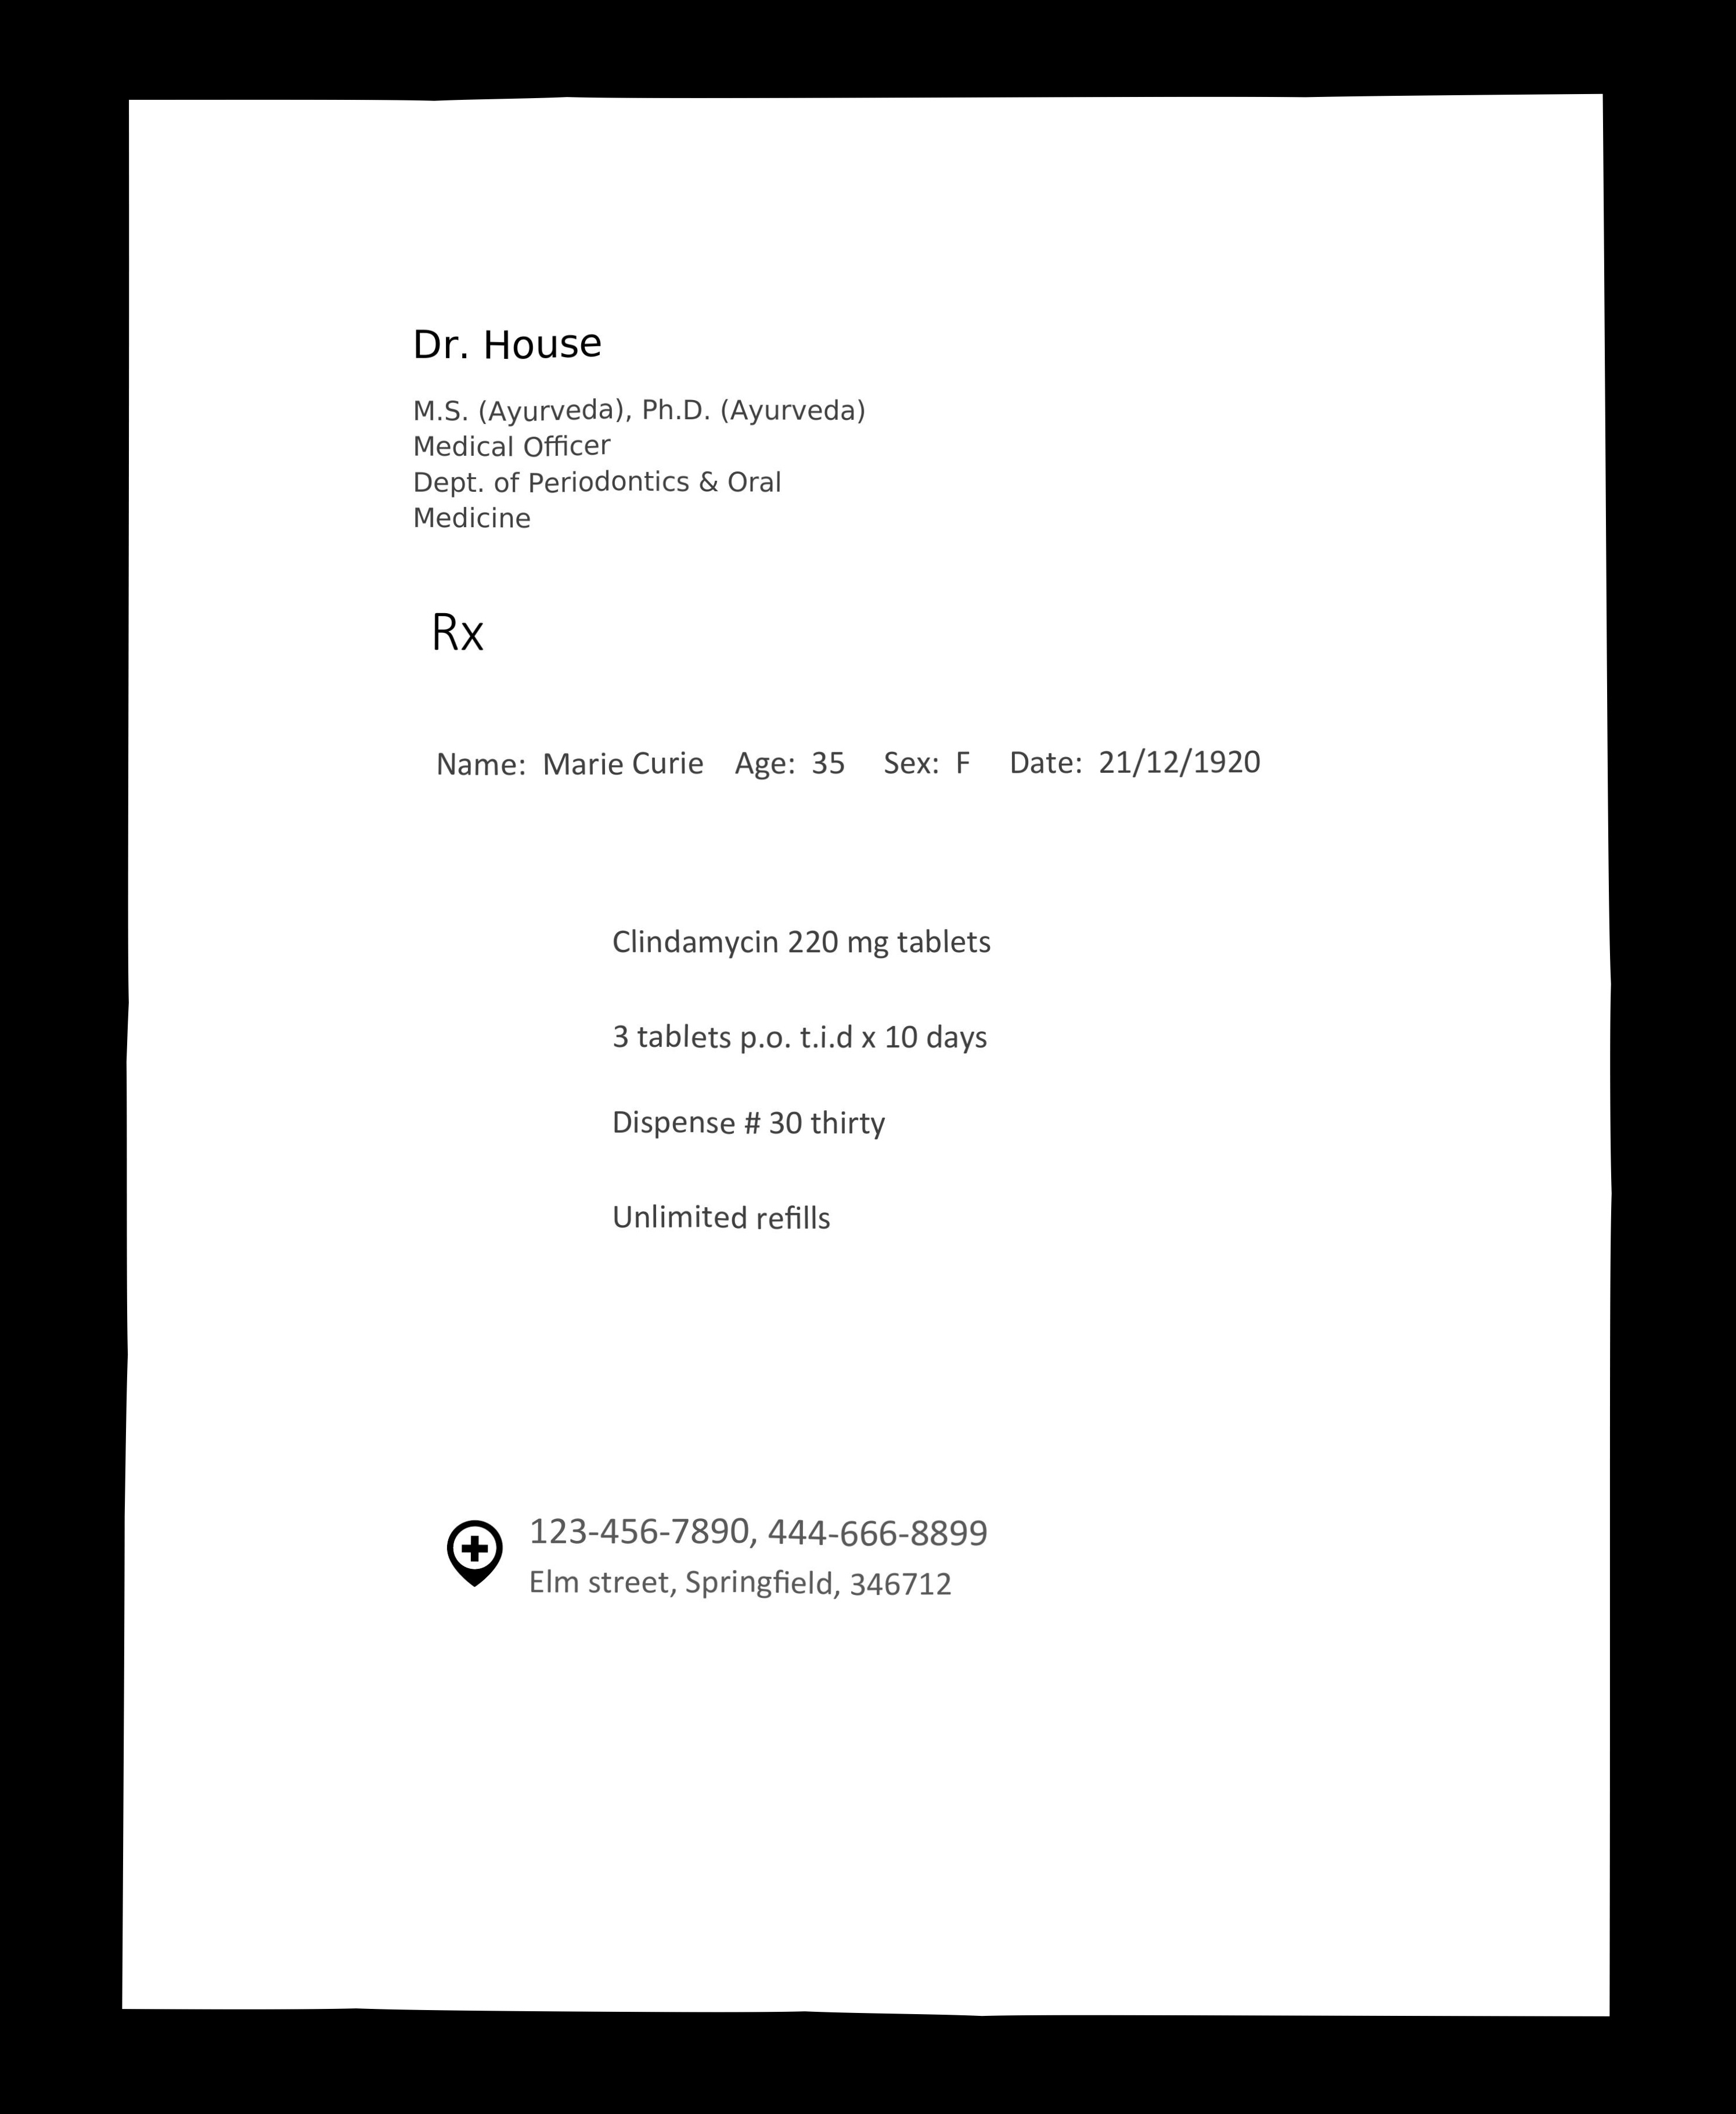 Dr. House
M.S. (Ayurveda), Ph.D. (Ayurveda)
Medical Officer
Dept. of Periodontics & Oral
Medicine
Rx
Name: Marie Curie Age: 35 Sex: F Date: 21/12/1920
Clindamycin 220 mg tablets
3 tablets p.o. t.i.d x 10 days
Dispense # 30 thirty
Unlimited refills
123-456-7890, 444-666-8899
Elm street, Springfield, 346712